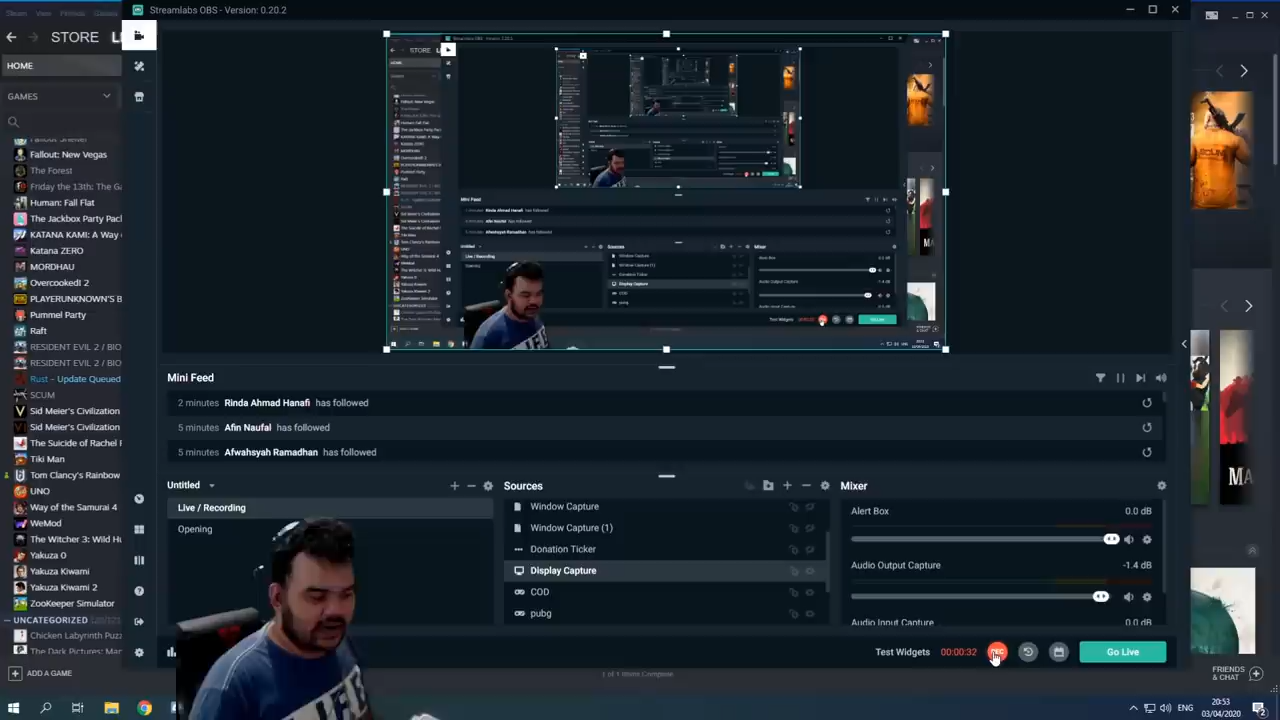 Streamlabs OBS - Version: 0.20.2
Steam View Friends
STORE
HOME
GAMES
Fallout: New Vegas
The Forest
Friday the 13th: The Ga
Human: Fall Flat
The Jackbox Party Pack
KATANA KAMI: A Way o
Katana ZERO
MORDHAU
Overcooked! 2
PLAYERUNKNOWN'S B
Pummel Party
Raft
RESIDENT EVIL 2 / BIO
RESIDENT EVIL 2 / BIO
Rust - Update Queued
SCUM
Sid Meier's Civilization
Sid Meier's Civilization
The Suicide of Rachel F
Tiki Man
Tom Clancy's Rainbow
UNO
Way of the Samurai 4
WeMod
The Witcher 3: Wild Hu
Yakuza 0
Yakuza Kiwami
Yakuza Kiwami 2
ZooKeeper Simulator
UNCATEGORIZED
Chicken Labyrinth Puzz
The Dark Pictures: Man
ADD A GAME
Mini Feed
2 minutes Rinda Ahmad Hanafi has followed
5 minutes Afin Naufal has followed
5 minutes Afwahsyah Ramadhan has followed
Untitled
Live / Recording
Opening
Sources
Window Capture
Window Capture (1)
Donation Ticker
Display Capture
COD
pubg
Mixer
Alert Box 0.0 dB
Audio Output Capture -1.4 dB
Audio Input Capture 0.0 dB
Test Widgets 00:00:32 REC Go Live
MA
FRIENDS
& CHAT
ENG
20:53
03/04/2020
2